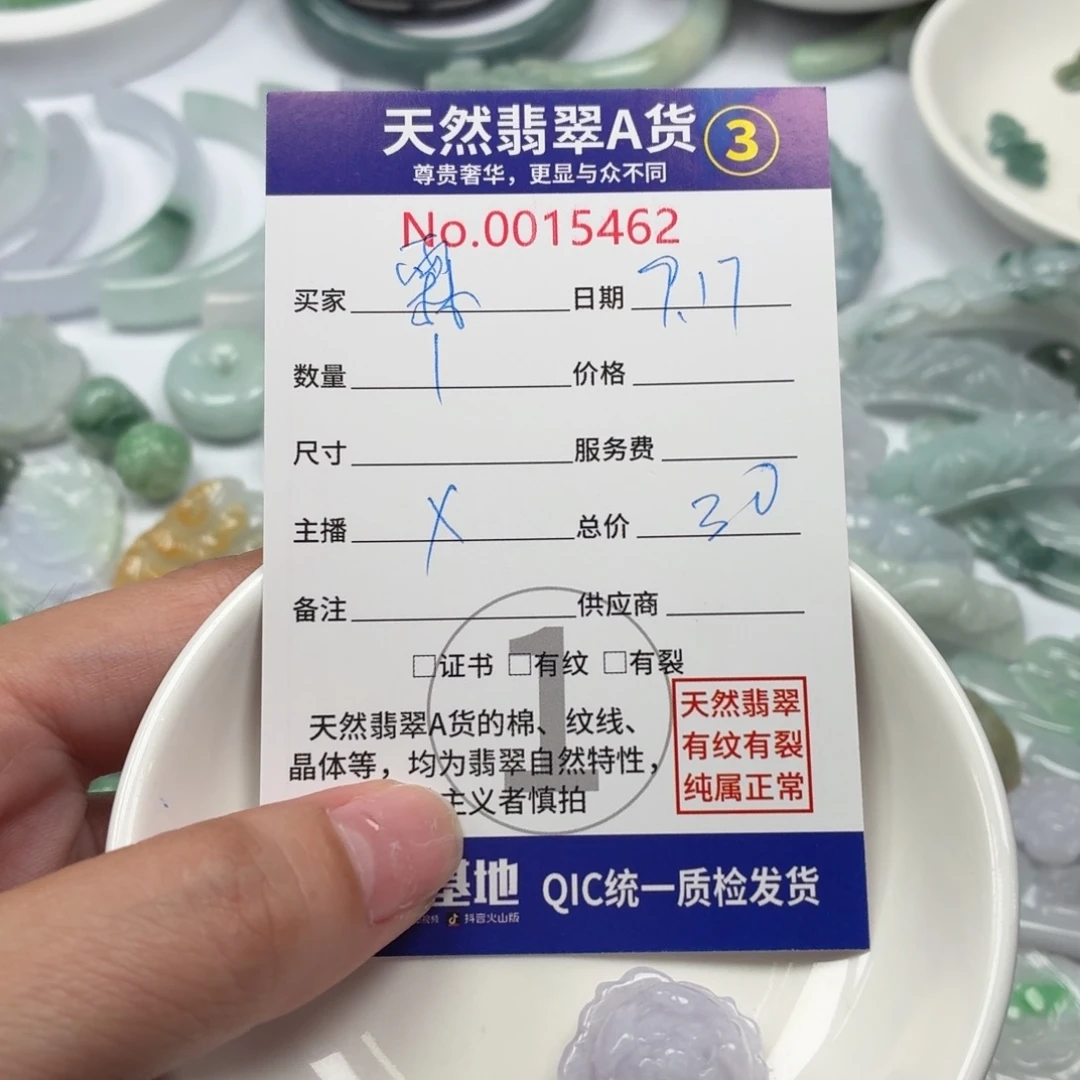 天然翡翠A货 3
尊贵奢华，更显与众不同
No.0015462
买家 日期 7.17
数量 1 价格
尺寸 服务费
主播 X 总价 30
备注 供应商
1
□证书 □有纹 □有裂
天然翡翠A货的棉、纹线、
晶体等，均为翡翠自然特性，
主义者慎拍
天然翡翠
有纹有裂
纯属正常
基地 QIC统一质检发货
视频 抖音火山版